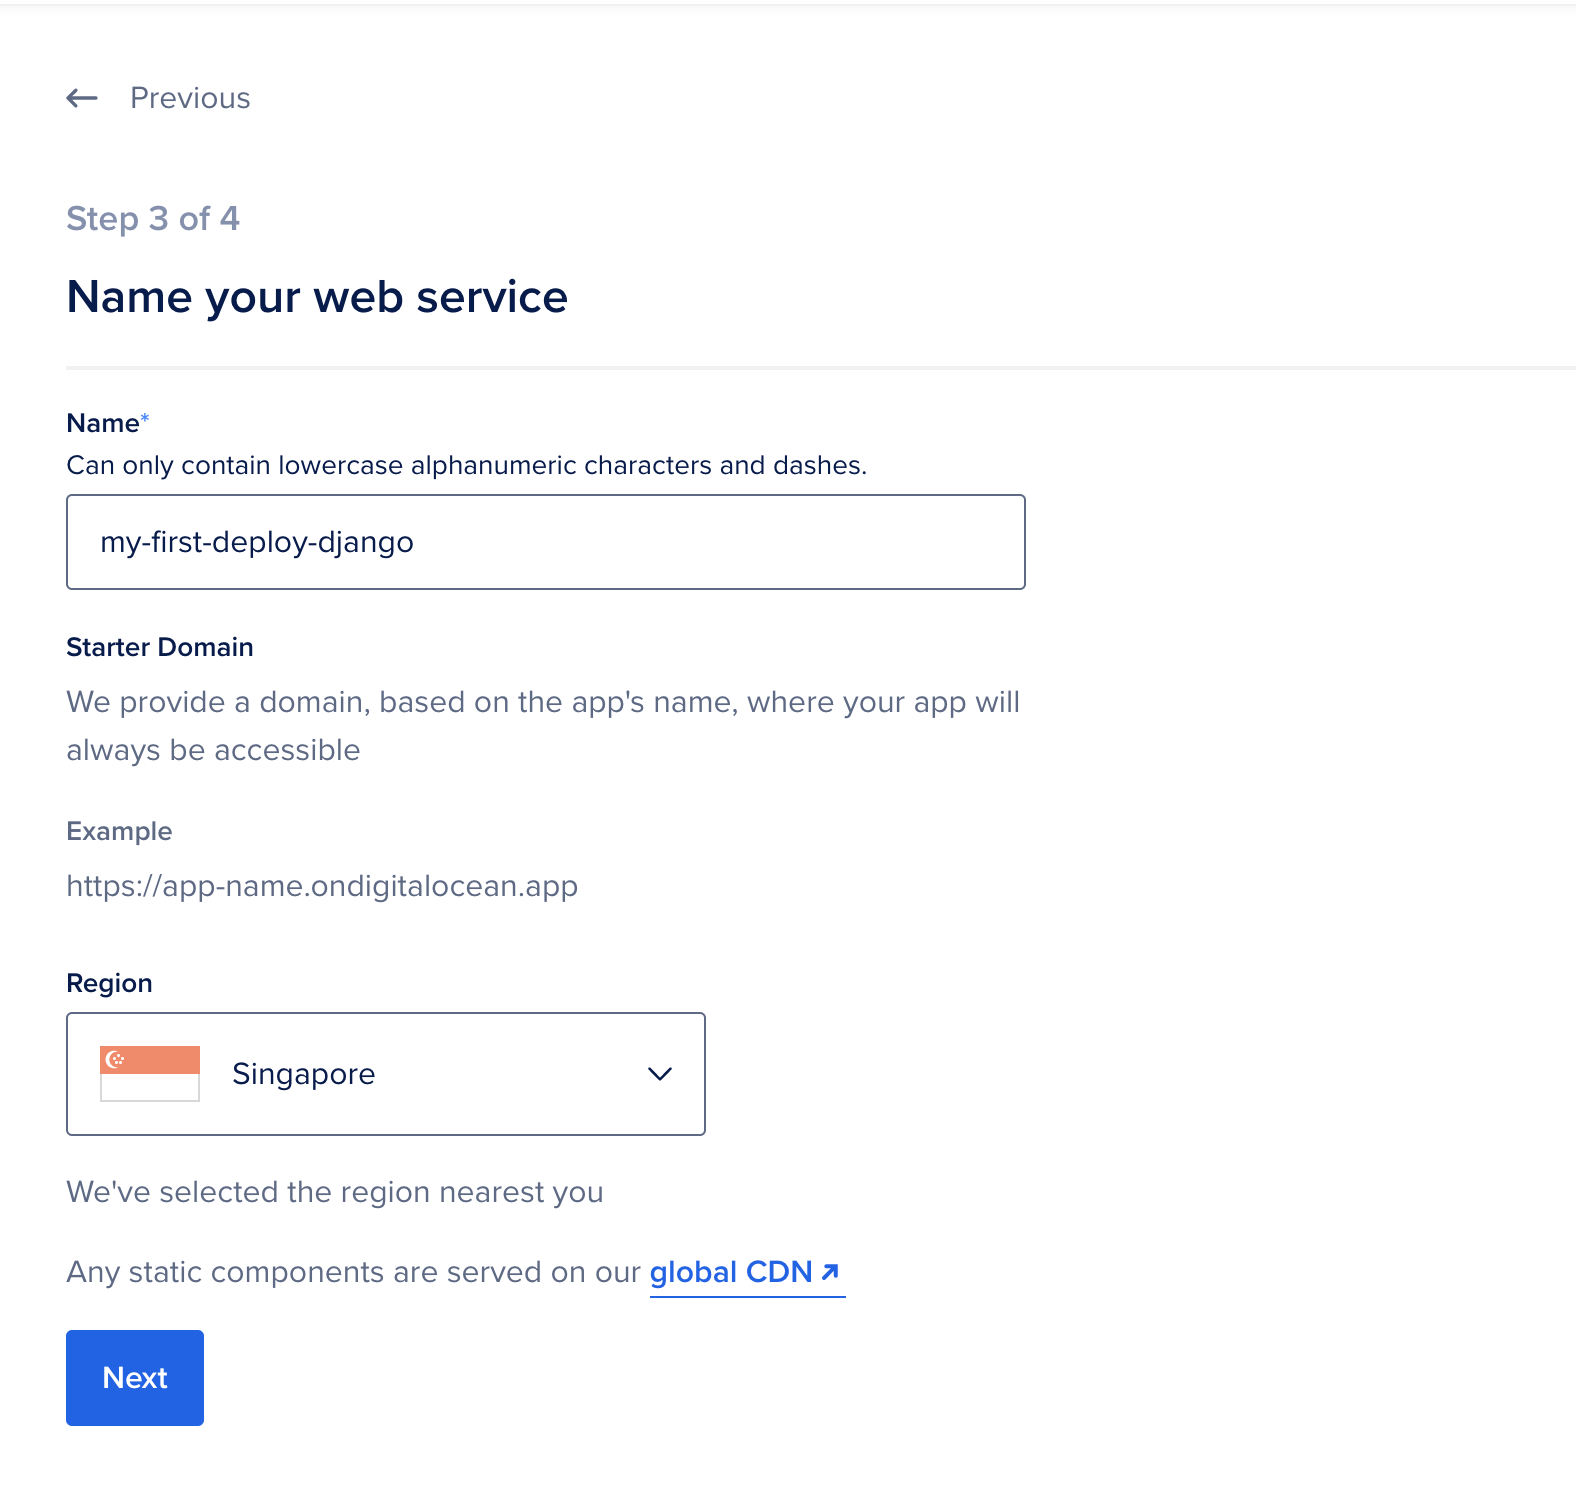 Previous
Step 3 of 4
Name your web service
Name*
Can only contain lowercase alphanumeric characters and dashes.
my-first-deploy-django
Starter Domain
We provide a domain, based on the app's name, where your app will
always be accessible
Example
https://app-name.ondigitalocean.app
Region
Singapore
We've selected the region nearest you
Any static components are served on our global CDN
Next